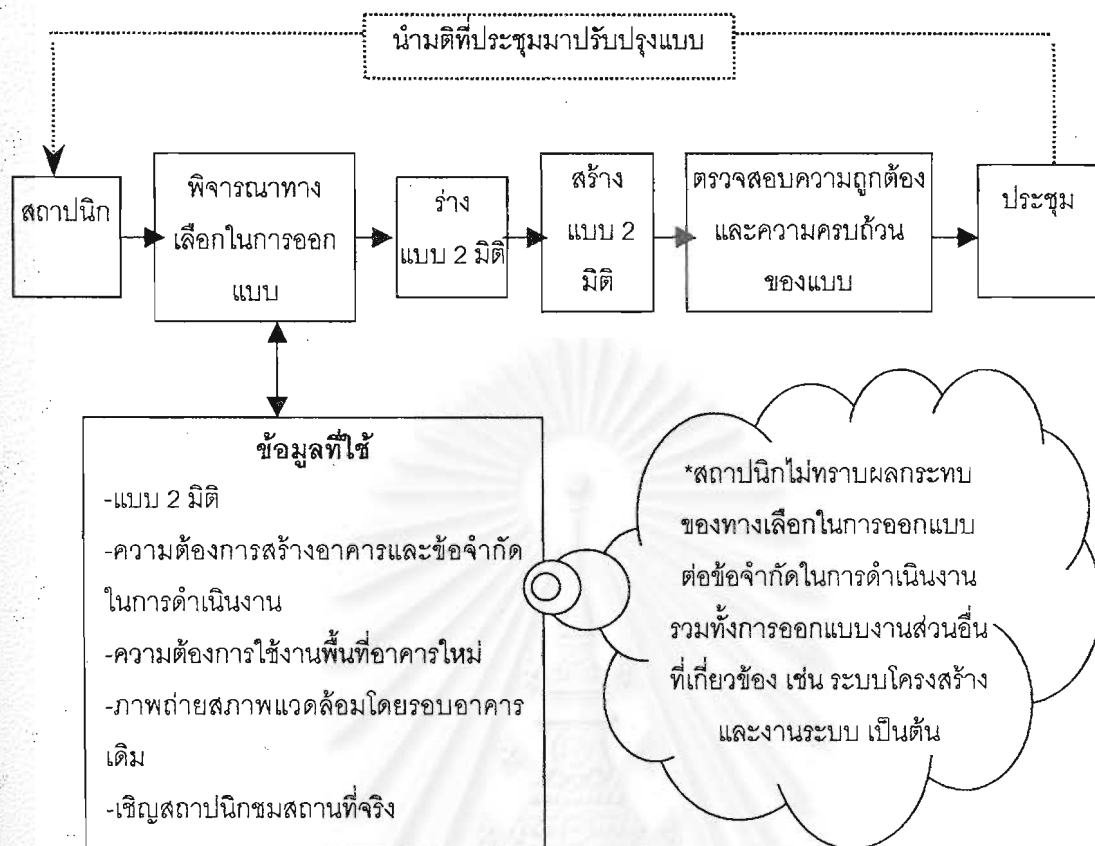 นำมติที่ประชุมมาปรับปรุงแบบ
สถาปนิก
พิจารณาทาง
เลือกในการออก
แบบ
ร่าง
แบบ 2 มิติ
สร้าง
แบบ 2
มิติ
ตรวจสอบความถูกต้อง
และความครบถ้วน
ของแบบ
ประชุม
ข้อมูลที่ใช้
-แบบ 2 มิติ
-ความต้องการสร้างอาคารและข้อจำกัด
ในการดำเนินงาน
-ความต้องการใช้งานพื้นที่อาคารใหม่
-ภาพถ่ายสภาพแวดล้อมโดยรอบอาคาร
เดิม
-เชิญสถาปนิกชมสถานที่จริง
*สถาปนิกไม่ทราบผลกระทบ
ของทางเลือกในการออกแบบ
ต่อข้อจำกัดในการดำเนินงาน
รวมทั้งการออกแบบงานส่วนอื่น
ที่เกี่ยวข้อง เช่น ระบบโครงสร้าง
และงานระบบ เป็นต้น